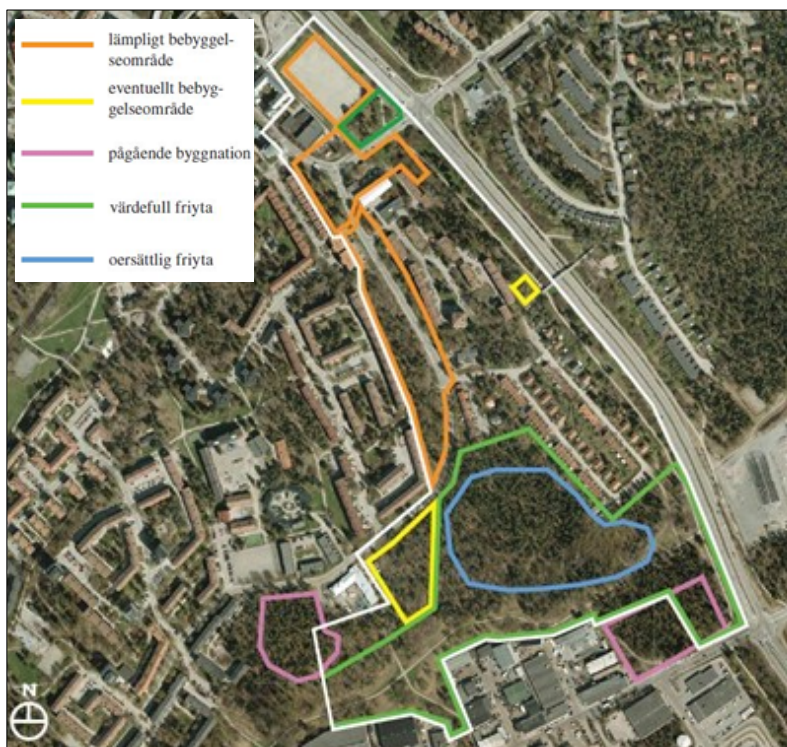 lämpligt bebyggel-
seområde
eventuellt bebyg-
gelseområde
pågående byggnation
värdefull friyta
oersättlig friyta
N